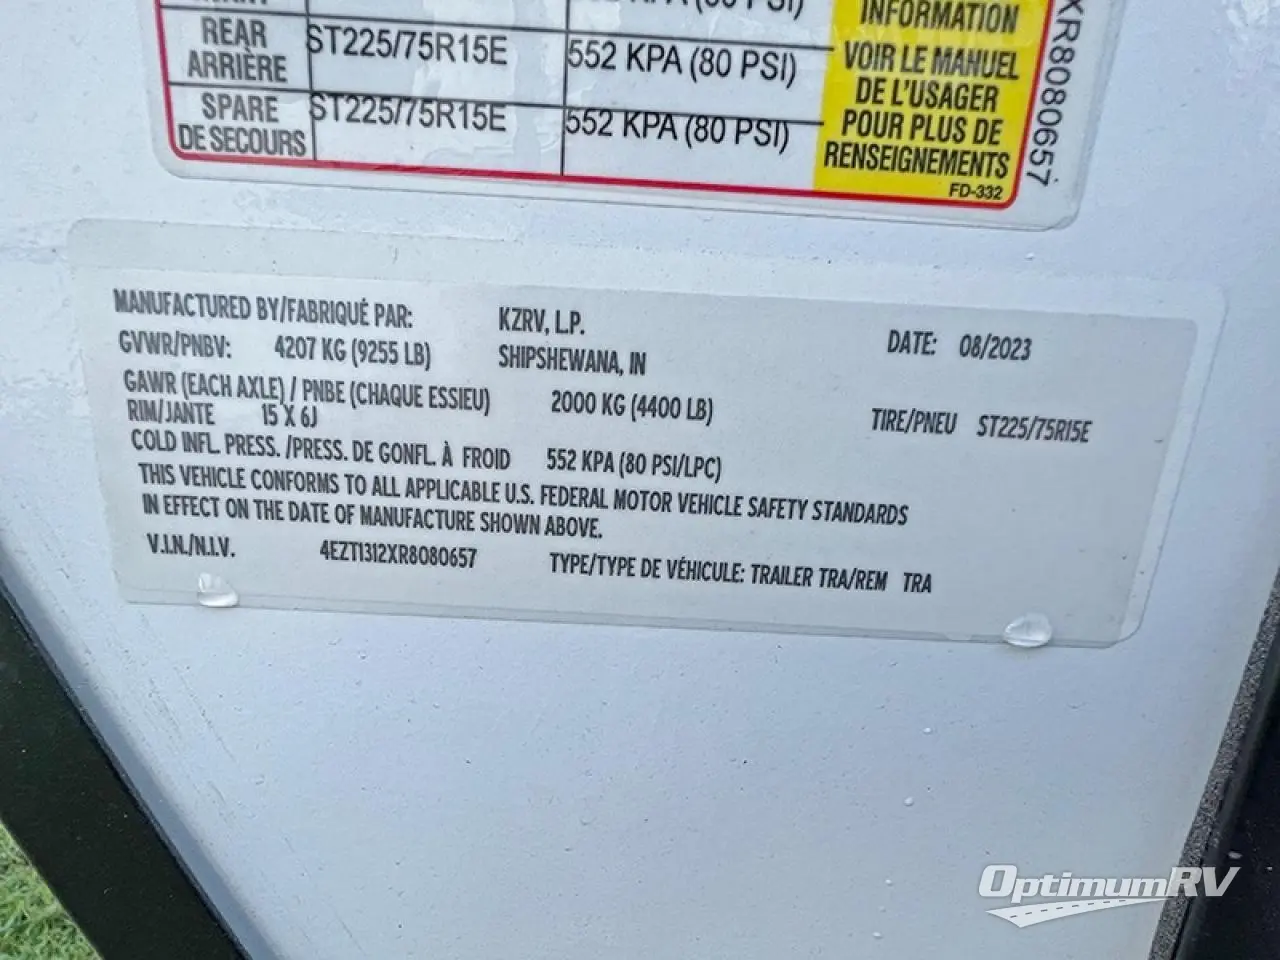 INFORMATION
REAR ST225/75R15E 552 KPA (80 PSI) VOIR LE MANUEL
ARRIÈRE DE L'USAGER
SPARE ST225/75R15E 552 KPA (80 PSI) POUR PLUS DE
DE SECOURS RENSEIGNEMENTS
FD-332
XR8080657
MANUFACTURED BY/FABRIQUÉ PAR: KZRV, L.P. DATE: 08/2023
GVWR/PNBV: 4207 KG (9255 LB) SHIPSHEWANA, IN
GAWR (EACH AXLE) / PNBE (CHAQUE ESSIEU) 2000 KG (4400 LB) TIRE/PNEU ST225/75R15E
RIM/JANTE 15 X 6J
COLD INFL. PRESS. /PRESS. DE GONFL. À FROID 552 KPA (80 PSI/LPC)
THIS VEHICLE CONFORMS TO ALL APPLICABLE U.S. FEDERAL MOTOR VEHICLE SAFETY STANDARDS
IN EFFECT ON THE DATE OF MANUFACTURE SHOWN ABOVE.
V.I.N./N.I.V. 4EZT1312XR8080657 TYPE/TYPE DE VÉHICULE: TRAILER TRA/REM TRA
OptimumRV